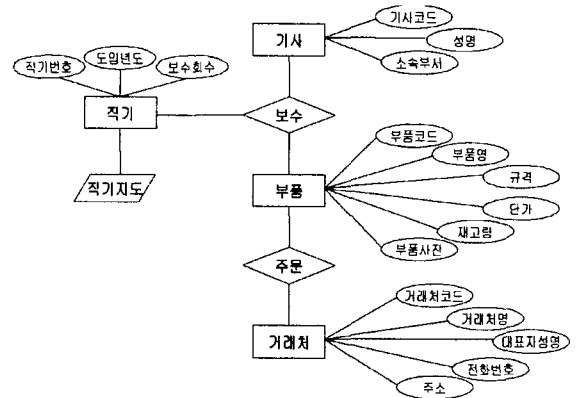 기사코드
기사
성명
도입년도
직기번호
보수회수
소속부서
직기
보수
부품코드
부품명
규격
직기지도
부품
단가
재고량
부품사진
주문
거래처코드
거래처명
거래처
대표자성명
전화번호
주소